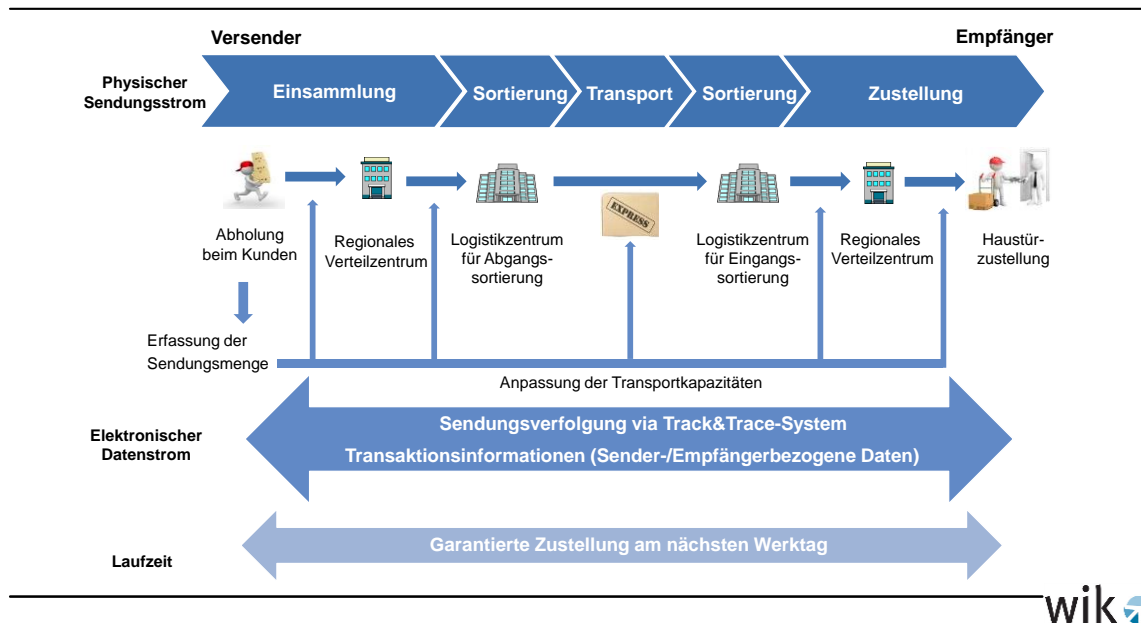 Versender
Empfänger
Physischer
Sendungsstrom
Einsammlung
Sortierung
Transport
Sortierung
Zustellung
EXPRESS
Abholung
beim Kunden
Regionales
Verteilzentrum
Logistikzentrum
für Abgangs-
sortierung
Logistikzentrum
für Eingangs-
sortierung
Regionales
Verteilzentrum
Haustür-
zustellung
Erfassung der
Sendungsmenge
Anpassung der Transportkapazitäten
Elektronischer
Datenstrom
Sendungsverfolgung via Track&Trace-System
Transaktionsinformationen (Sender-/Empfängerbezogene Daten)
Laufzeit
Garantierte Zustellung am nächsten Werktag
wik